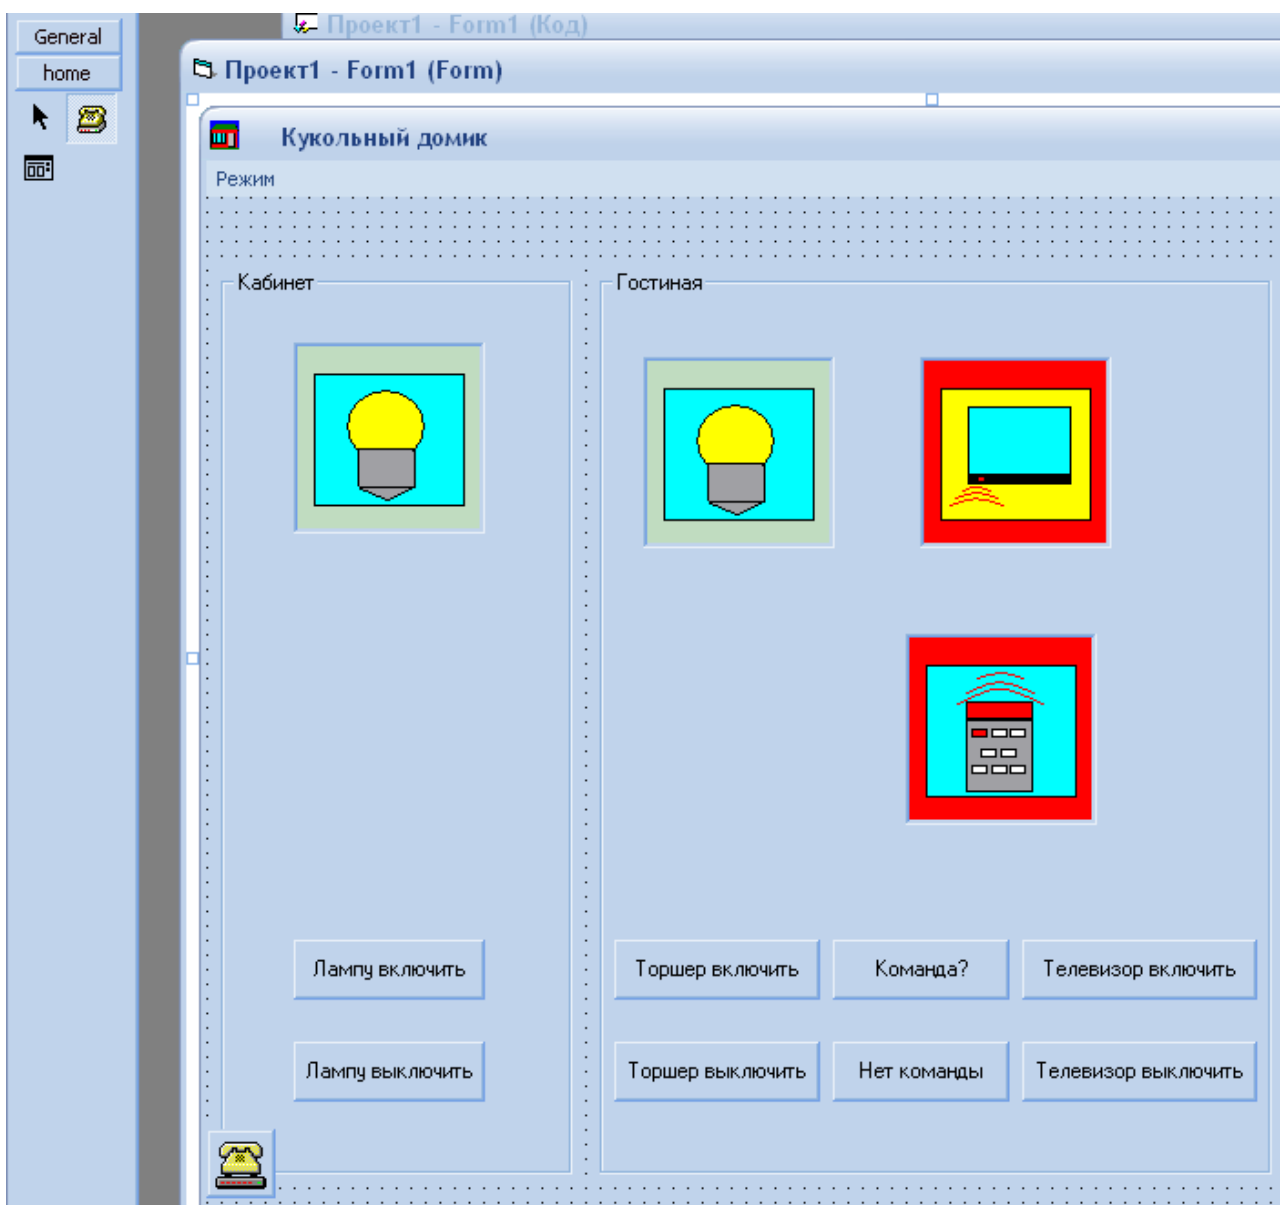 General
home
Проект1 - Form1 (Код)
Проект1 - Form1 (Form)
Кукольный домик
Режим
Кабинет
Гостиная
Лампу включить
Торшер включить
Команда?
Телевизор включить
Лампу выключить
Торшер выключить
Нет команды
Телевизор выключить